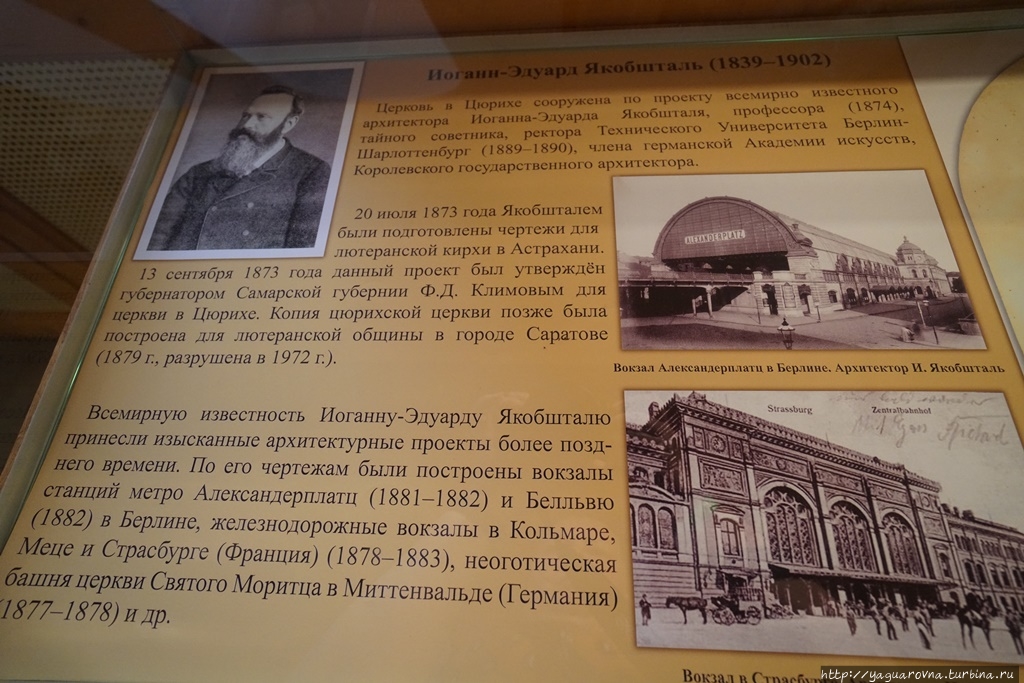 Иоганн-Эдуард Якобшталь (1839–1902)
Церковь в Цюрихе сооружена по проекту всемирно известного
архитектора Иоганна-Эдуарда Якобшталя, профессора (1874),
тайного советника, ректора Технического Университета Берлин-
Шарлоттенбург (1889–1890), члена германской Академии искусств,
Королевского государственного архитектора.
20 июля 1873 года Якобшталем
были подготовлены чертежи для
лютеранской кирхи в Астрахани.
13 сентября 1873 года данный проект был утверждён
губернатором Самарской губернии Ф.Д. Климовым для
церкви в Цюрихе. Копия цюрихской церкви позже была
построена для лютеранской общины в городе Саратове
(1879 г., разрушена в 1972 г.).
ALEXANDERPLATZ
Вокзал Александерплатц в Берлине. Архитектор И. Якобшталь
Всемирную известность Иоганну-Эдуарду Якобшталю
принесли изысканные архитектурные проекты более позд-
него времени. По его чертежам были построены вокзалы
станций метро Александерплатц (1881–1882) и Белльвю
(1882) в Берлине, железнодорожные вокзалы в Кольмаре,
Меце и Страсбурге (Франция) (1878–1883), неоготическая
башня церкви Святого Моритца в Миттенвальде (Германия)
(1877–1878) и др.
Strassburg Zentralbahnhof
Вокзал в
http://yaguarovna.turbina.ru